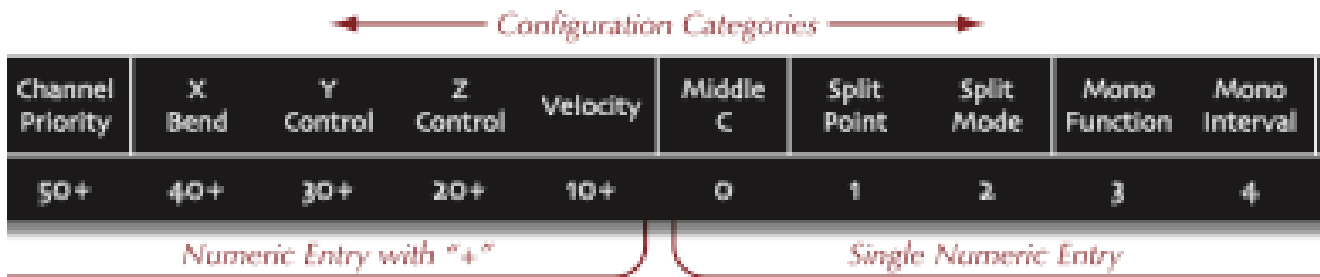 Configuration Categories
Channel Priority
X Bend
Y Control
Z Control
Velocity
Middle C
Split Point
Split Mode
Mono Function
Mono Interval
50+ 40+ 30+ 20+ 10+ 0 1 2 3 4
Numeric Entry with "+"
Single Numeric Entry